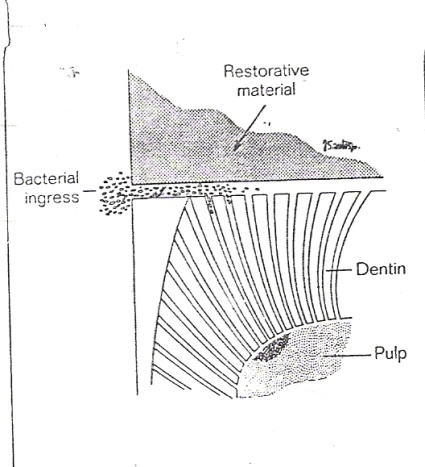 Restorative
material
Bacterial
ingress
Dentin
Pulp